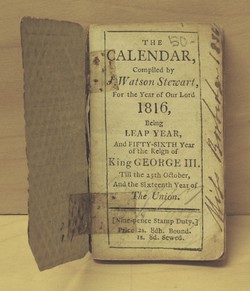 THE
CALENDAR,
Compiled by
J. Watson Stewart,
For the Year of Our Lord
1816,
Being
LEAP YEAR,
And FIFTY-SIXTH Year
of the Reign of
King GEORGE III.
Till the 25th October,
And the Sixteenth Year of
The Union.
[Nine-pence Stamp Duty.]
Price 2s. 8dh. Bound.
1s. 8d. Sewed.
50-